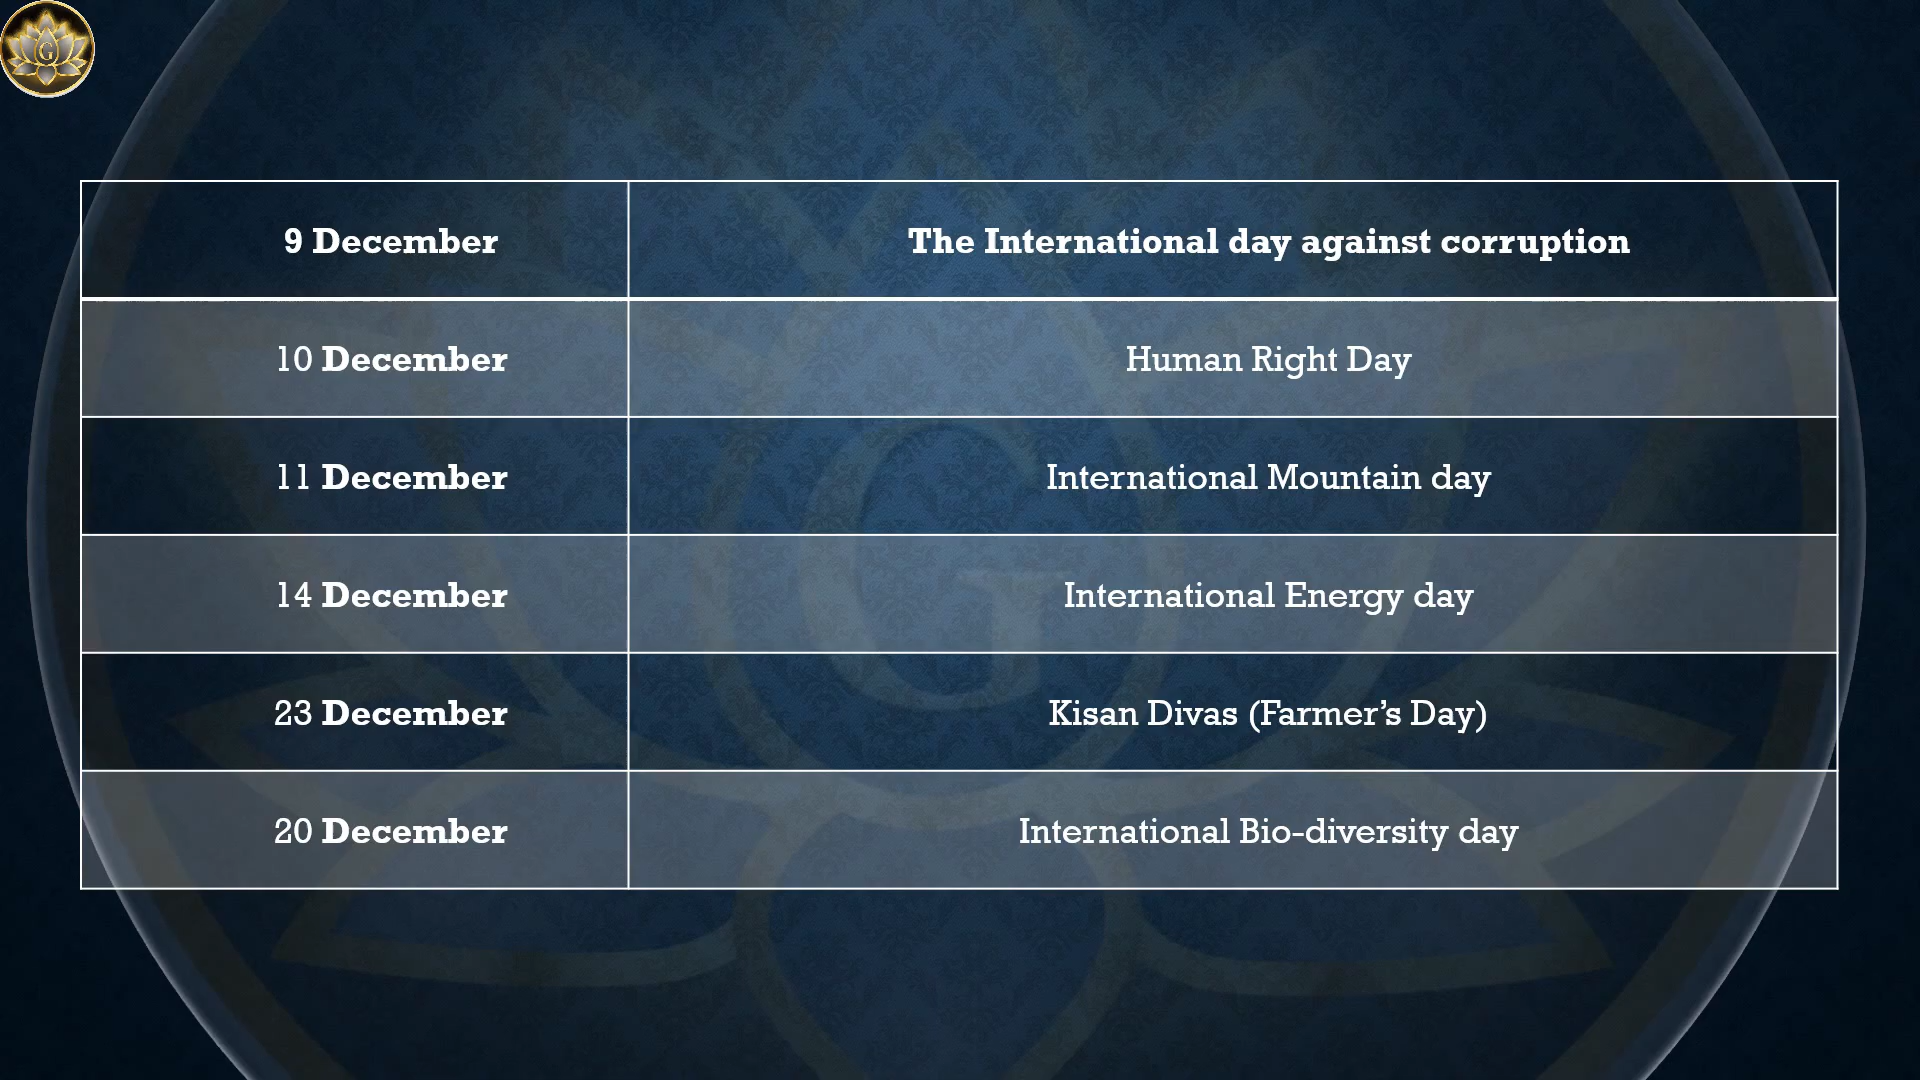 G
9 December The International day against corruption
10 December Human Right Day
11 December International Mountain day
14 December International Energy day
23 December Kisan Divas (Farmer’s Day)
20 December International Bio-diversity day
G